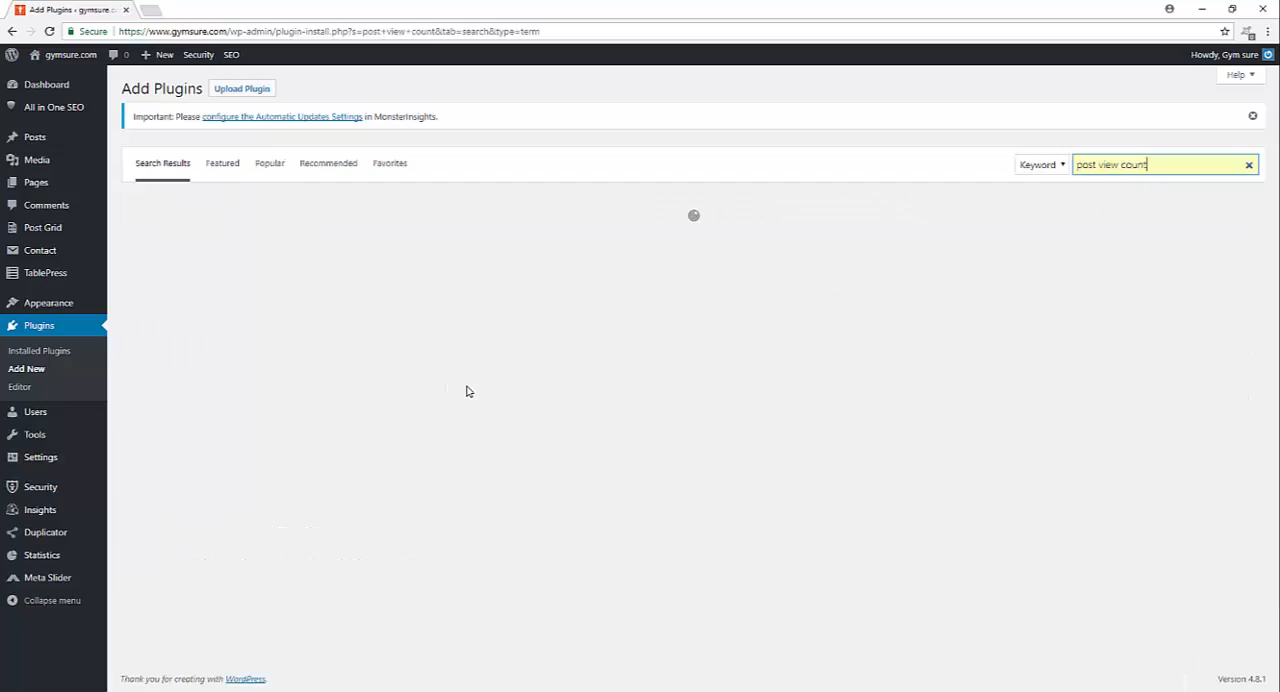 Add Plugins ‹ gymsure.c
Secure https://www.gymsure.com/wp-admin/plugin-install.php?s=post+view+count&tab=search&type=term
gymsure.com 0 New Security SEO Howdy, Gym sure
Dashboard
All in One SEO
Posts
Media
Pages
Comments
Post Grid
Contact
TablePress
Appearance
Plugins
Installed Plugins
Add New
Editor
Users
Tools
Settings
Security
Insights
Duplicator
Statistics
Meta Slider
Collapse menu
Help
Add Plugins Upload Plugin
Important: Please configure the Automatic Updates Settings in MonsterInsights.
Search Results Featured Popular Recommended Favorites Keyword post view count
Thank you for creating with WordPress. Version 4.8.1